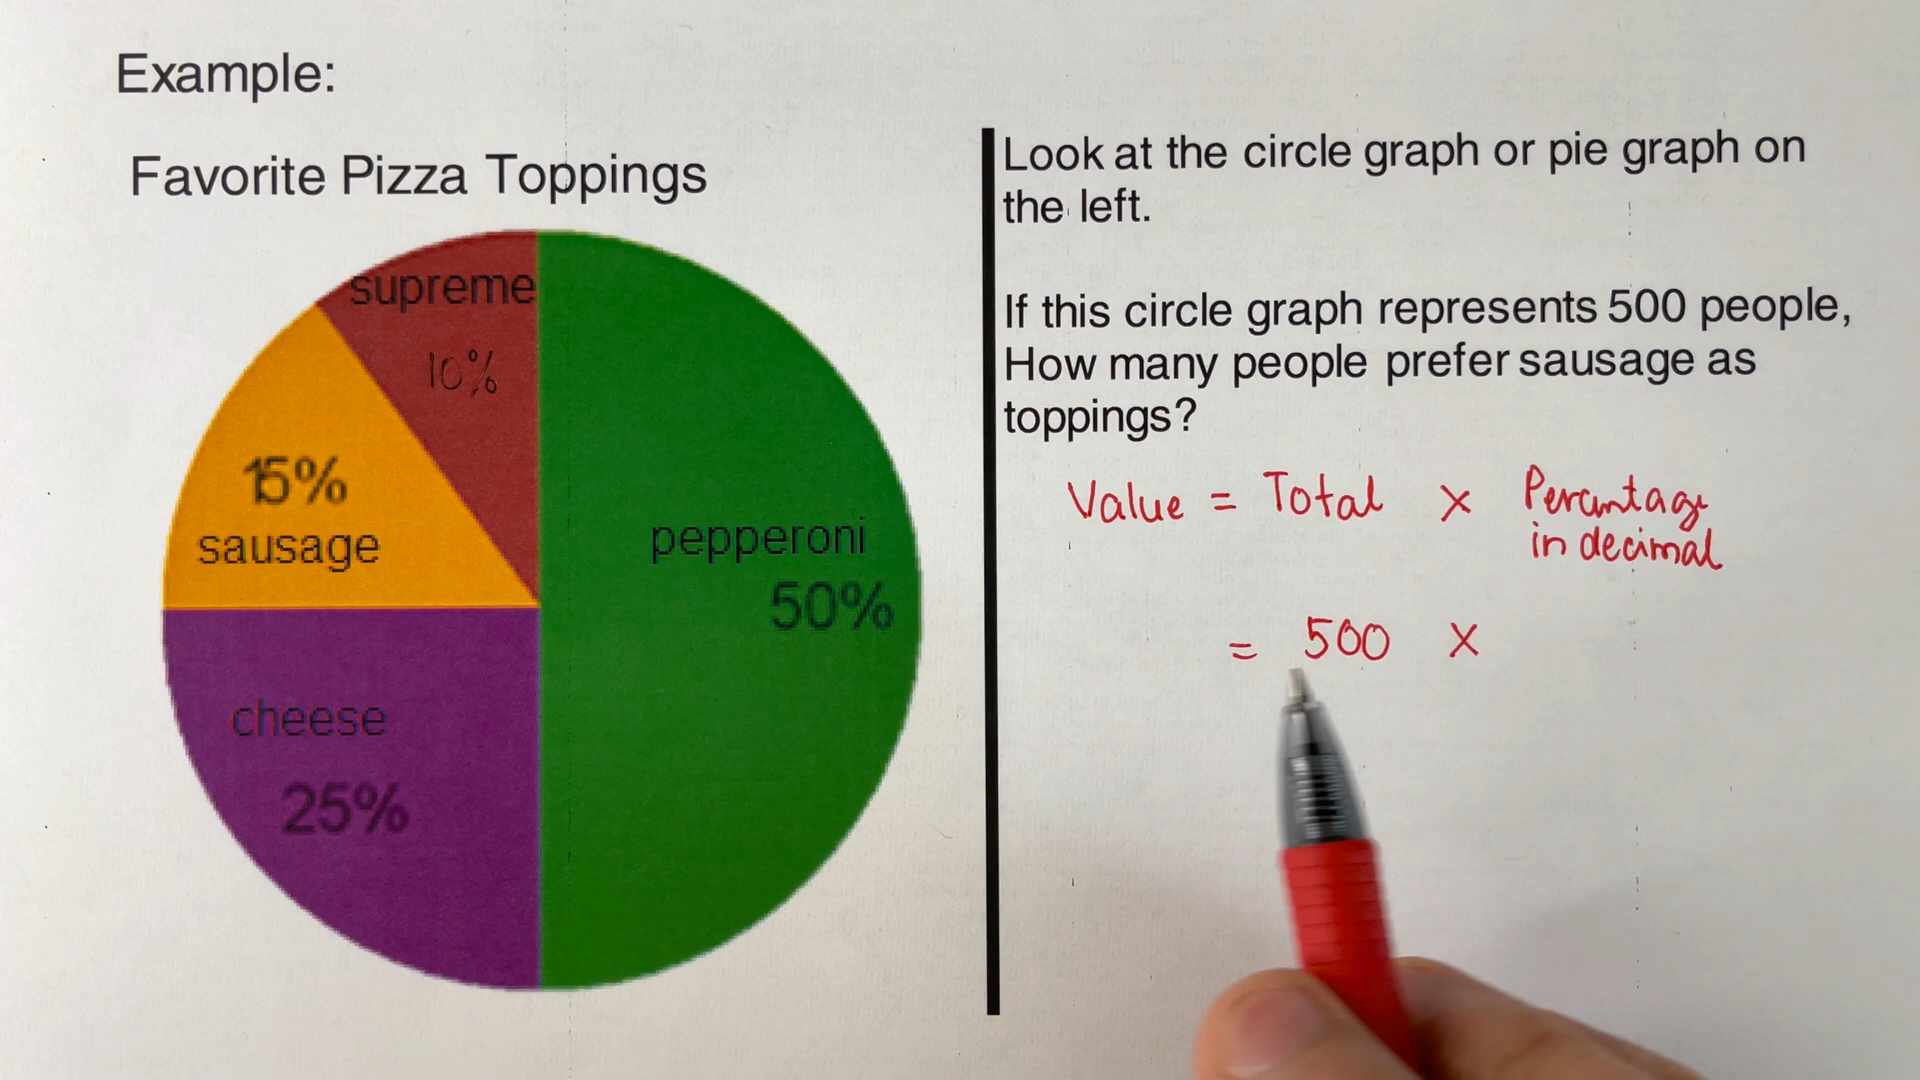 Example:
Favorite Pizza Toppings
supreme
10%
15%
sausage
pepperoni
50%
cheese
25%
Look at the circle graph or pie graph on
the left.
If this circle graph represents 500 people,
How many people prefer sausage as
toppings?
Value = Total × Percentage
in decimal
= 500 ×